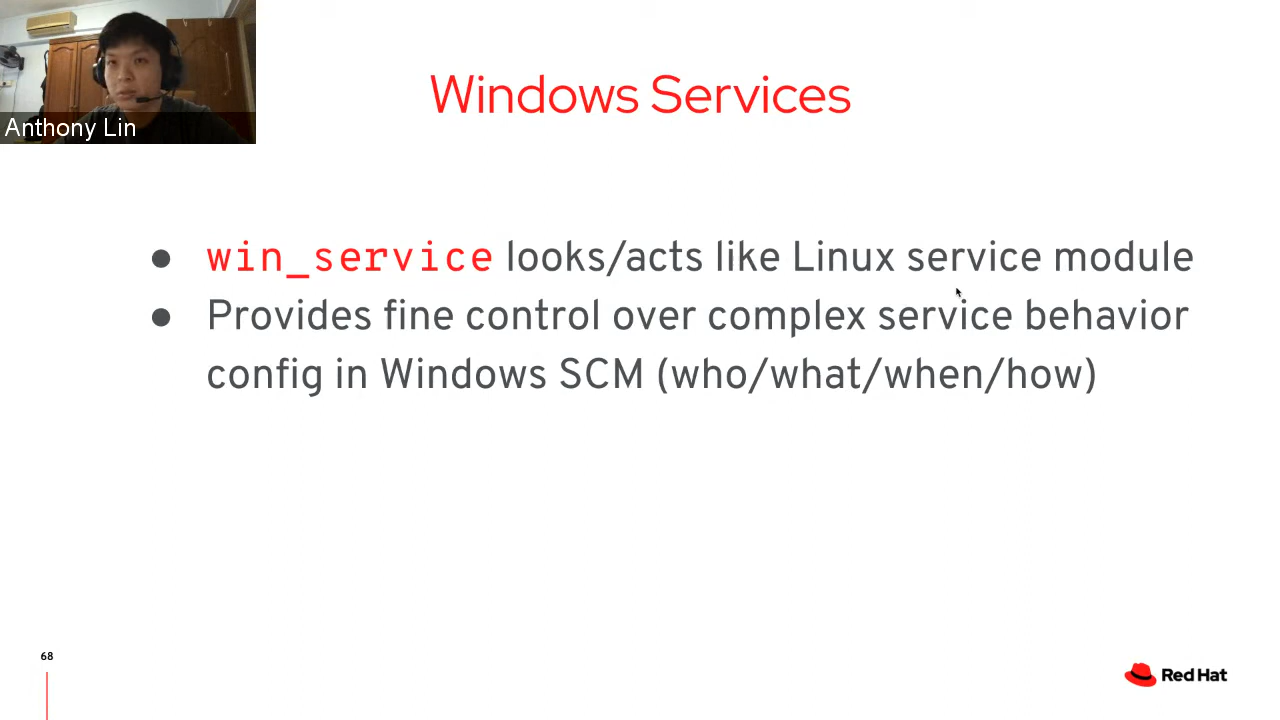 Anthony Lin
Windows Services
● win_service looks/acts like Linux service module
● Provides fine control over complex service behavior
config in Windows SCM (who/what/when/how)
68
Red Hat